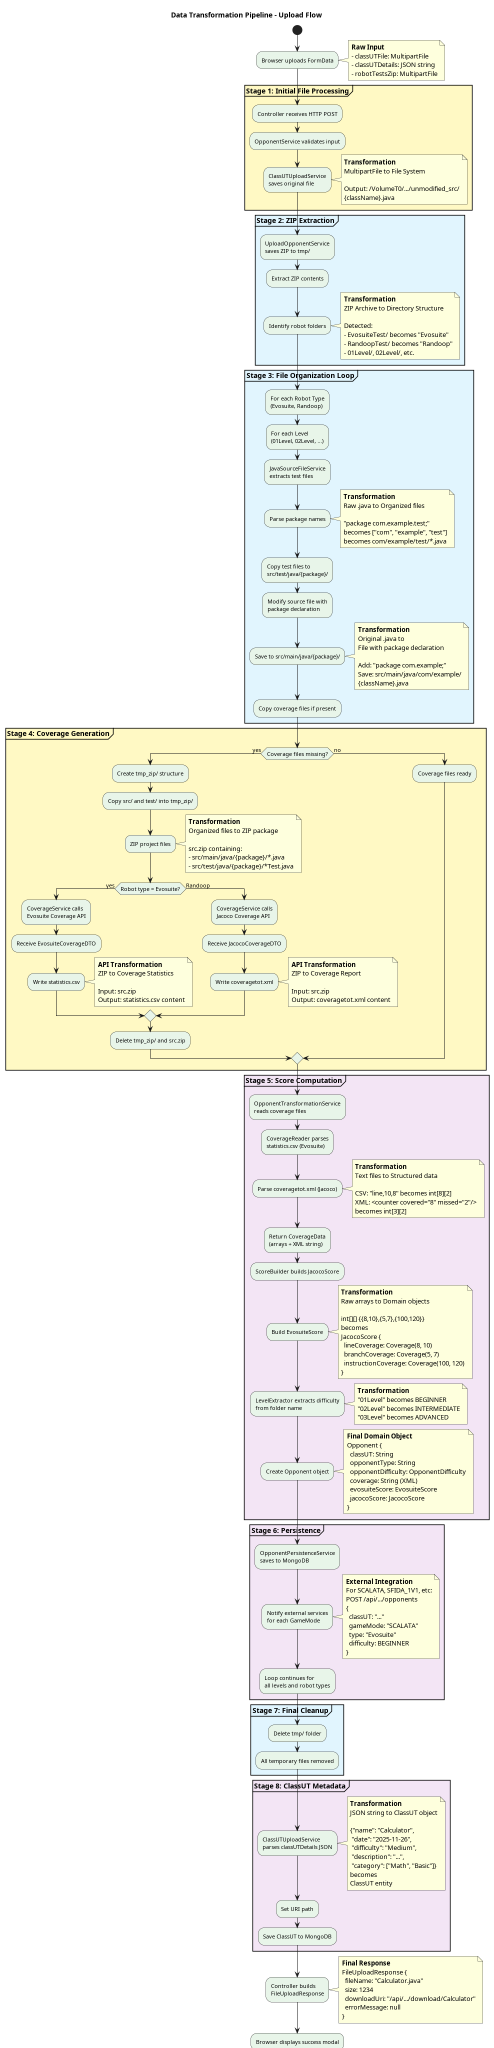 Data Transformation Pipeline - Upload Flow
Browser uploads FormData
Raw Input
- classUTFile: MultipartFile
- classUTDetails: JSON string
- robotTestsZip: MultipartFile
Stage 1: Initial File Processing
Controller receives HTTP POST
OpponentService validates input
ClassUTUploadService
saves original file
Transformation
MultipartFile to File System
Output: /VolumeT0/.../unmodified_src/
{className}.java
Stage 2: ZIP Extraction
UploadOpponentService
saves ZIP to tmp/
Extract ZIP contents
Identify robot folders
Transformation
ZIP Archive to Directory Structure
Detected:
- EvosuiteTest/ becomes "Evosuite"
- RandoopTest/ becomes "Randoop"
- 01Level/, 02Level/, etc.
Stage 3: File Organization Loop
For each Robot Type
(Evosuite, Randoop)
For each Level
(01Level, 02Level, ...)
JavaSourceFileService
extracts test files
Parse package names
Transformation
Raw .java to Organized files
"package com.example.test;"
becomes ["com", "example", "test"]
becomes com/example/test/*.java
Copy test files to
src/test/java/{package}/
Modify source file with
package declaration
Save to src/main/java/{package}/
Transformation
Original .java to
File with package declaration
Add: "package com.example;"
Save: src/main/java/com/example/
{className}.java
Copy coverage files if present
Stage 4: Coverage Generation
Coverage files missing?
yes
no
Create tmp_zip/ structure
Coverage files ready
Copy src/ and test/ into tmp_zip/
ZIP project files
Transformation
Organized files to ZIP package
src.zip containing:
- src/main/java/{package}/*.java
- src/test/java/{package}/*Test.java
Robot type = Evosuite?
yes
Randoop
CoverageService calls
Evosuite Coverage API
CoverageService calls
Jacoco Coverage API
Receive EvosuiteCoverageDTO
Receive JacocoCoverageDTO
Write statistics.csv
API Transformation
ZIP to Coverage Statistics
Input: src.zip
Output: statistics.csv content
Write coveragetot.xml
API Transformation
ZIP to Coverage Report
Input: src.zip
Output: coveragetot.xml content
Delete tmp_zip/ and src.zip
Stage 5: Score Computation
OpponentTransformationService
reads coverage files
CoverageReader parses
statistics.csv (Evosuite)
Parse coveragetot.xml (Jacoco)
Transformation
Text files to Structured data
CSV: "line,10,8" becomes int[8][2]
XML: <counter covered="8" missed="2"/>
becomes int[3][2]
Return CoverageData
(arrays + XML string)
ScoreBuilder builds JacocoScore
Build EvosuiteScore
Transformation
Raw arrays to Domain objects
int[][] {{8,10},{5,7},{100,120}}
becomes
JacocoScore {
lineCoverage: Coverage(8, 10)
branchCoverage: Coverage(5, 7)
instructionCoverage: Coverage(100, 120)
}
LevelExtractor extracts difficulty
from folder name
Transformation
"01Level" becomes BEGINNER
"02Level" becomes INTERMEDIATE
"03Level" becomes ADVANCED
Create Opponent object
Final Domain Object
Opponent {
classUT: String
opponentType: String
opponentDifficulty: OpponentDifficulty
coverage: String (XML)
evosuiteScore: EvosuiteScore
jacocoScore: JacocoScore
}
Stage 6: Persistence
OpponentPersistenceService
saves to MongoDB
Notify external services
for each GameMode
External Integration
For SCALATA, SFIDA_1V1, etc:
POST /api/.../opponents
{
classUT: "..."
gameMode: "SCALATA"
type: "Evosuite"
difficulty: BEGINNER
}
Loop continues for
all levels and robot types
Stage 7: Final Cleanup
Delete tmp/ folder
All temporary files removed
Stage 8: ClassUT Metadata
ClassUTUploadService
parses classUTDetails JSON
Transformation
JSON string to ClassUT object
{"name": "Calculator",
"date": "2025-11-26",
"difficulty": "Medium",
"description": "...",
"category": ["Math", "Basic"]}
becomes
ClassUT entity
Set URI path
Save ClassUT to MongoDB
Controller builds
FileUploadResponse
Final Response
FileUploadResponse {
fileName: "Calculator.java"
size: 1234
downloadUri: "/api/.../download/Calculator"
errorMessage: null
}
Browser displays success modal